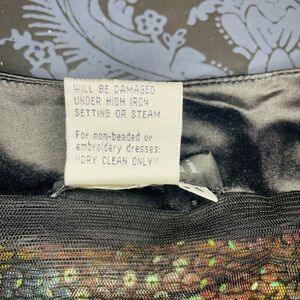 WILL BE DAMAGED
UNDER HIGH IRON
SETTING OR STEAM
For non-beaded or
embroidery dresses:
"DRY CLEAN ONLY"